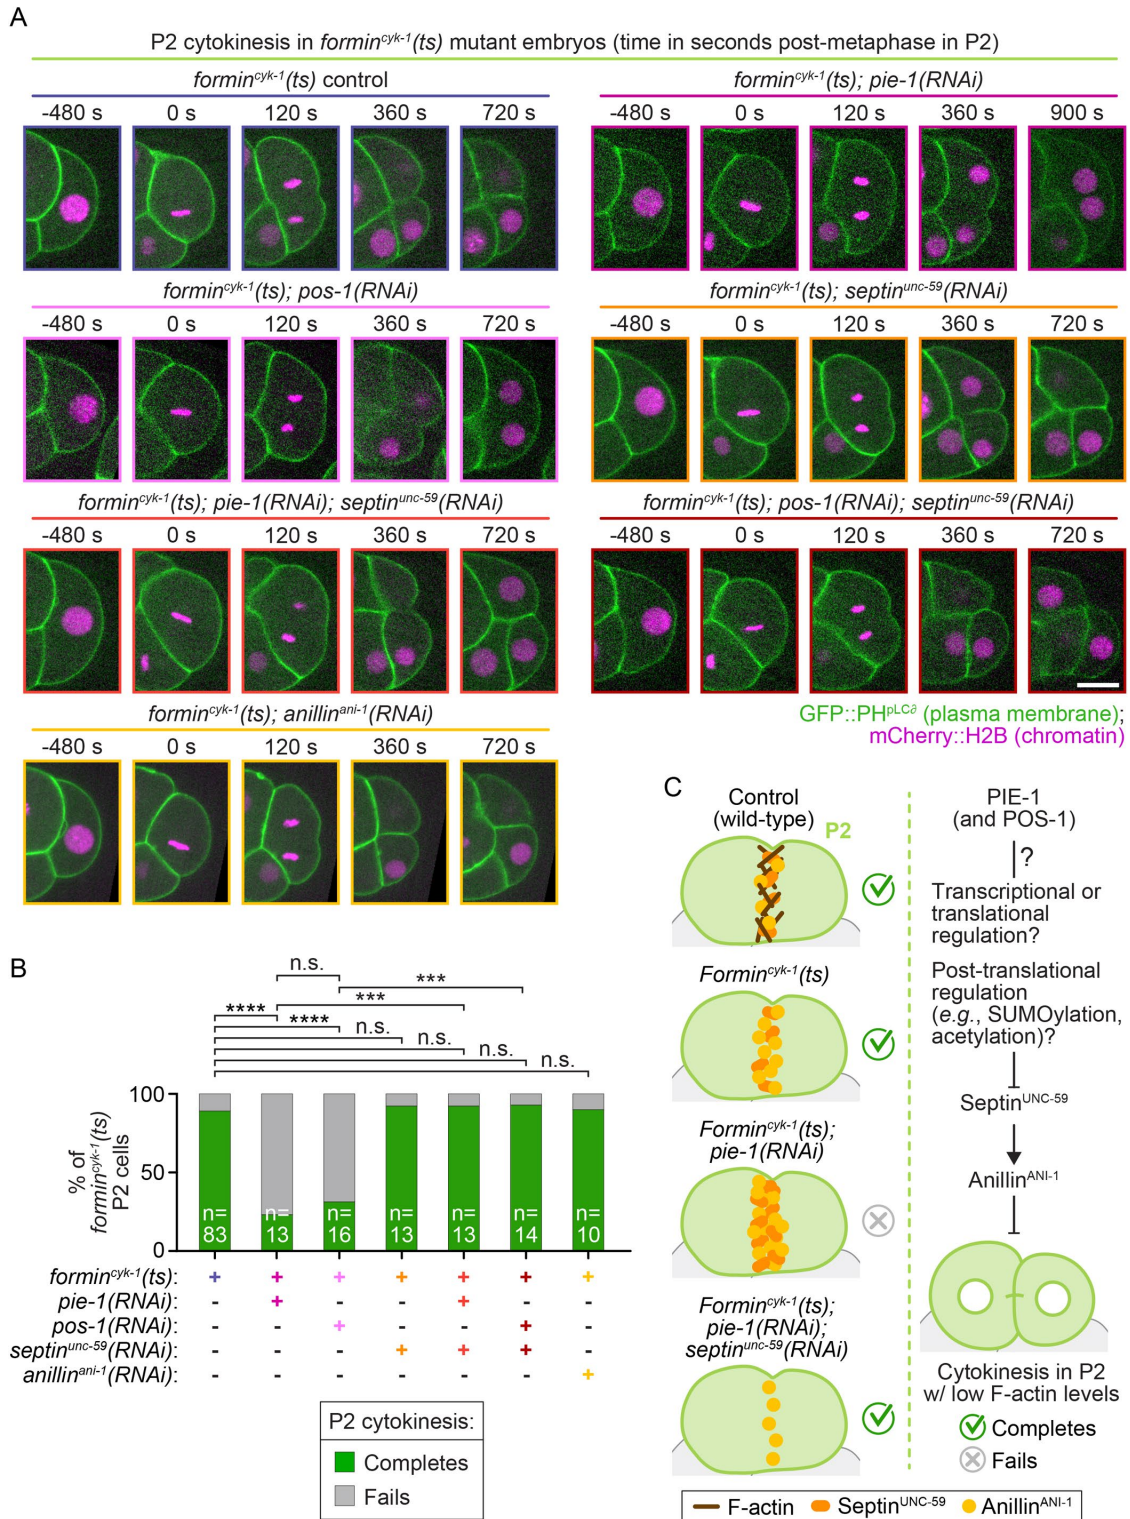 A
P2 cytokinesis in formin^cyk-1(ts) mutant embryos (time in seconds post-metaphase in P2)
formin^cyk-1(ts) control
-480 s 0 s 120 s 360 s 720 s
formin^cyk-1(ts); pie-1(RNAi)
-480 s 0 s 120 s 360 s 900 s
formin^cyk-1(ts); pos-1(RNAi)
-480 s 0 s 120 s 360 s 720 s
formin^cyk-1(ts); septin^unc-59(RNAi)
-480 s 0 s 120 s 360 s 720 s
formin^cyk-1(ts); pie-1(RNAi); septin^unc-59(RNAi)
-480 s 0 s 120 s 360 s 720 s
formin^cyk-1(ts); pos-1(RNAi); septin^unc-59(RNAi)
-480 s 0 s 120 s 360 s 720 s
formin^cyk-1(ts); anillin^ani-1(RNAi)
-480 s 0 s 120 s 360 s 720 s
GFP::PH^pLC∂ (plasma membrane);
mCherry::H2B (chromatin)
B
n.s.
***
****
***
****
n.s.
n.s.
n.s.
n.s.
% of
formin^cyk-1(ts)
P2 cells
100
50
0
n= n= n= n= n= n= n=
83 13 16 13 13 14 10
formin^cyk-1(ts): + + + + + + +
pie-1(RNAi): - + - - + - -
pos-1(RNAi): - - + - - + -
septin^unc-59(RNAi): - - - + + + -
anillin^ani-1(RNAi): - - - - - - +
P2 cytokinesis:
Completes
Fails
C
Control
(wild-type)
P2
Formin^cyk-1(ts)
Formin^cyk-1(ts);
pie-1(RNAi)
Formin^cyk-1(ts);
pie-1(RNAi);
septin^unc-59(RNAi)
PIE-1
(and POS-1)
?
Transcriptional or
translational
regulation?
Post-translational
regulation
(e.g., SUMOylation,
acetylation)?
Septin^UNC-59
Anillin^ANI-1
Cytokinesis in P2
w/ low F-actin levels
Completes
Fails
F-actin Septin^UNC-59 Anillin^ANI-1